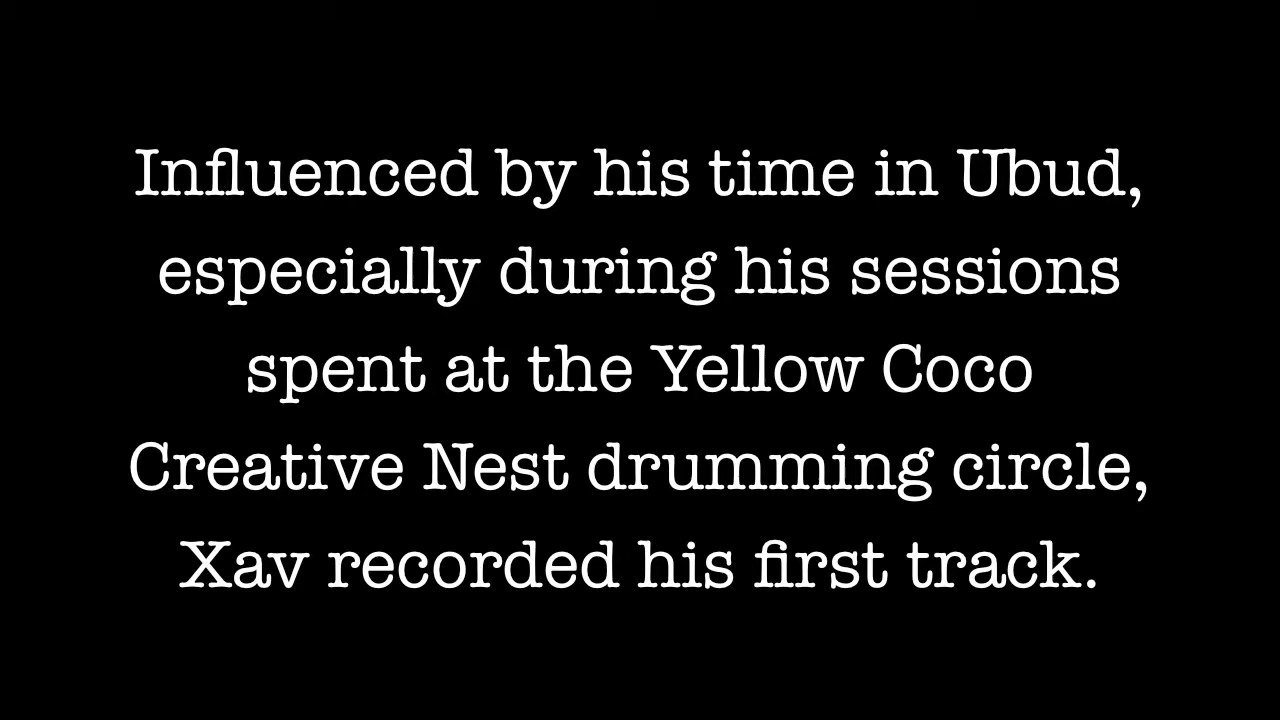 Influenced by his time in Ubud,
especially during his sessions
spent at the Yellow Coco
Creative Nest drumming circle,
Xav recorded his first track.